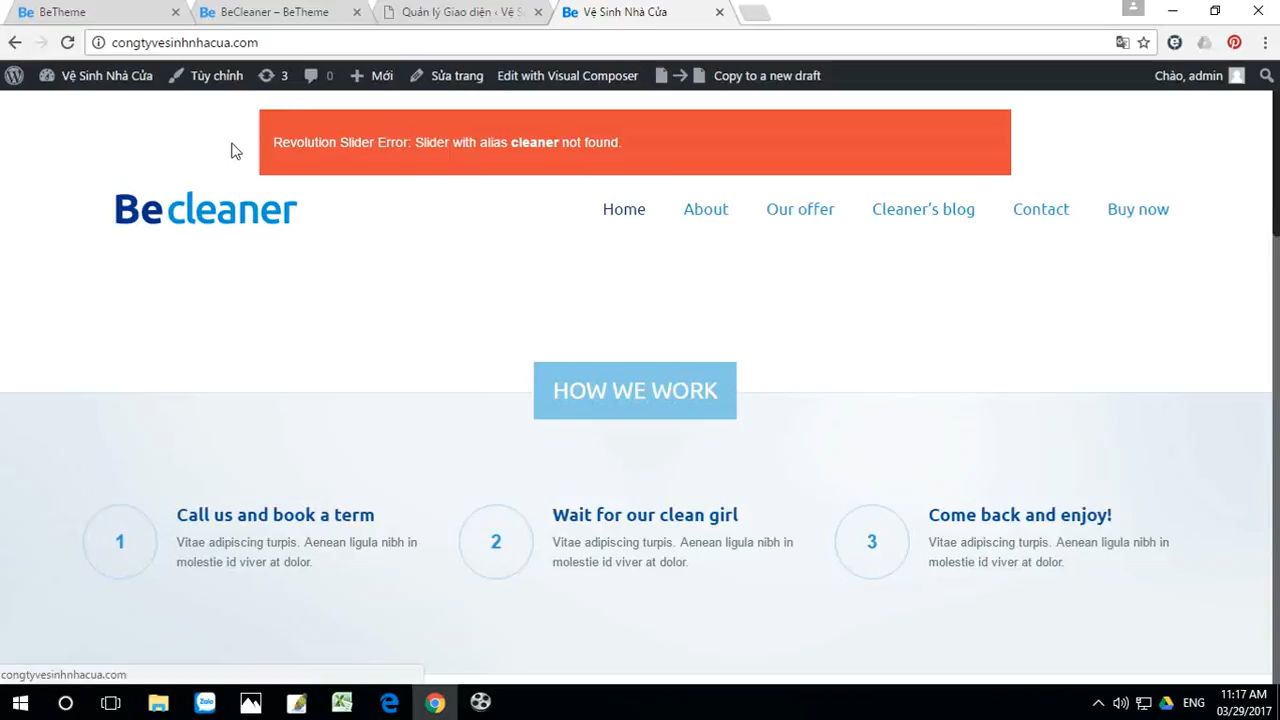 BeTheme
BeCleaner – BeTheme
Quản lý Giao diện ‹ Vệ S
Vệ Sinh Nhà Cửa
congtyvesinhnhacua.com
Vệ Sinh Nhà Cửa
Tùy chỉnh
3
0
Mới
Sửa trang
Edit with Visual Composer
Copy to a new draft
Chào, admin
Revolution Slider Error: Slider with alias cleaner not found.
Be cleaner
Home
About
Our offer
Cleaner's blog
Contact
Buy now
HOW WE WORK
1
Call us and book a term
Vitae adipiscing turpis. Aenean ligula nibh in
molestie id viver at dolor.
2
Wait for our clean girl
Vitae adipiscing turpis. Aenean ligula nibh in
molestie id viver at dolor.
3
Come back and enjoy!
Vitae adipiscing turpis. Aenean ligula nibh in
molestie id viver at dolor.
congtyvesinhnhacua.com
Zalo
ENG
11:17 AM
03/29/2017